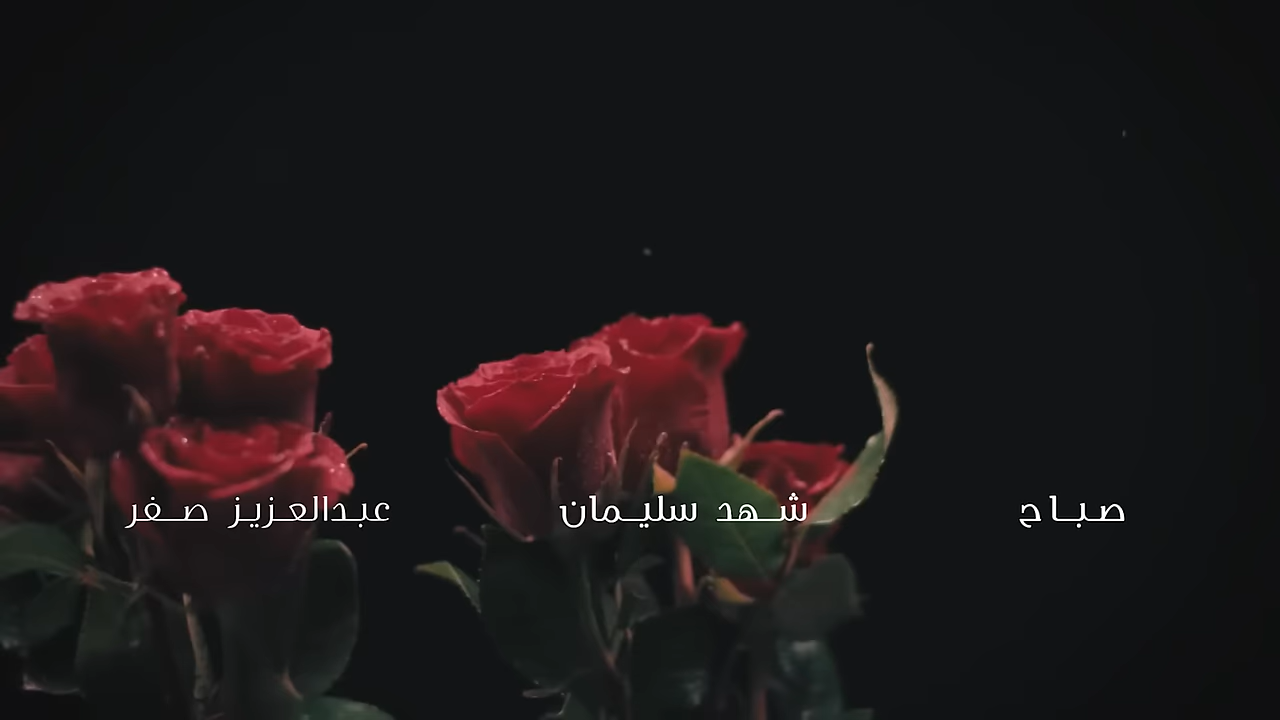 صباح
شهد سليمان
عبدالعزيز صفر